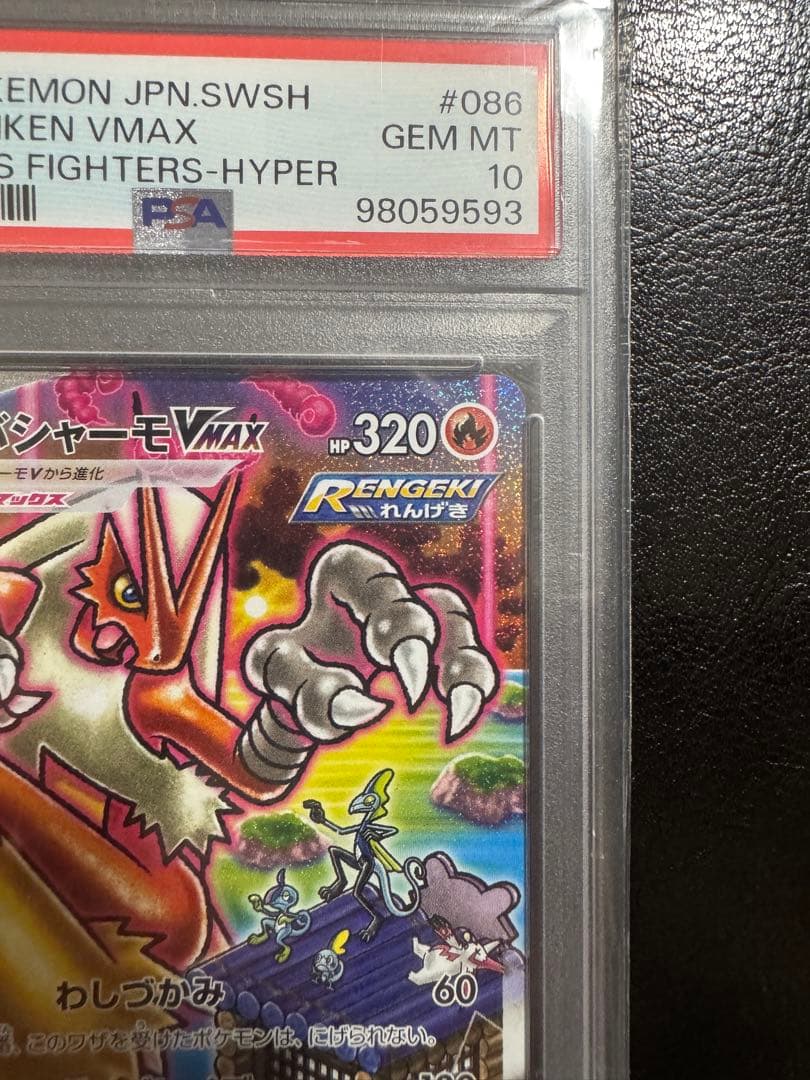 KEMON JPN.SWSH #086
IKEN VMAX GEM MT
S FIGHTERS-HYPER 10
PSA 98059593
バシャーモVMAX HP320
ーモVから進化
マックス
RENGEKI
れんげき
わしづかみ 60
番、このワザを受けたポケモンは、にげられない。